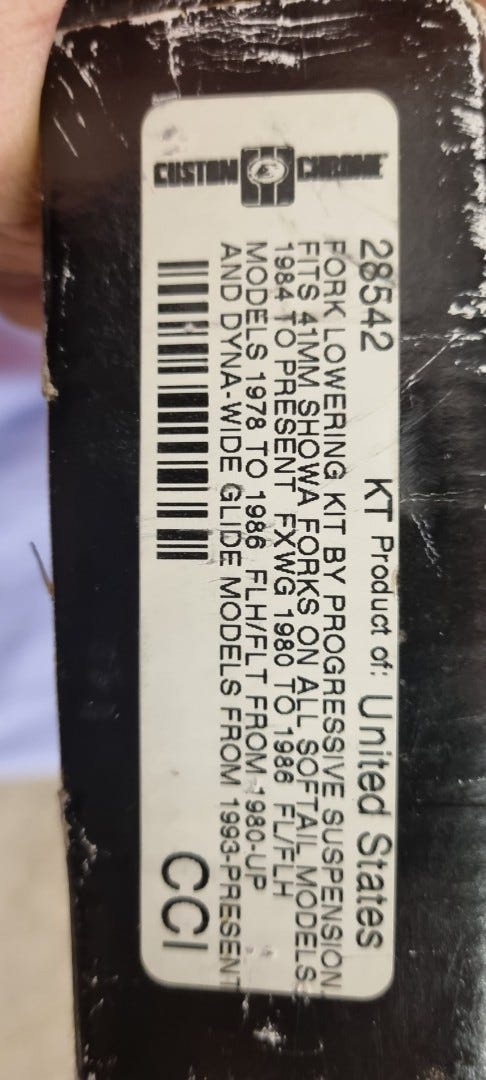 CUSTOM CHROME
28542 KT Product of: United States
FORK LOWERING KIT BY PROGRESSIVE SUSPENSION.
FITS 41MM SHOWA FORKS ON ALL SOFTAIL MODELS
1984 TO PRESENT FXWG 1980 TO 1986 FL/FLH
MODELS 1978 TO 1986 FLH/FLT FROM 1980-UP
AND DYNA-WIDE GLIDE MODELS FROM 1993-PRESENT
CCI